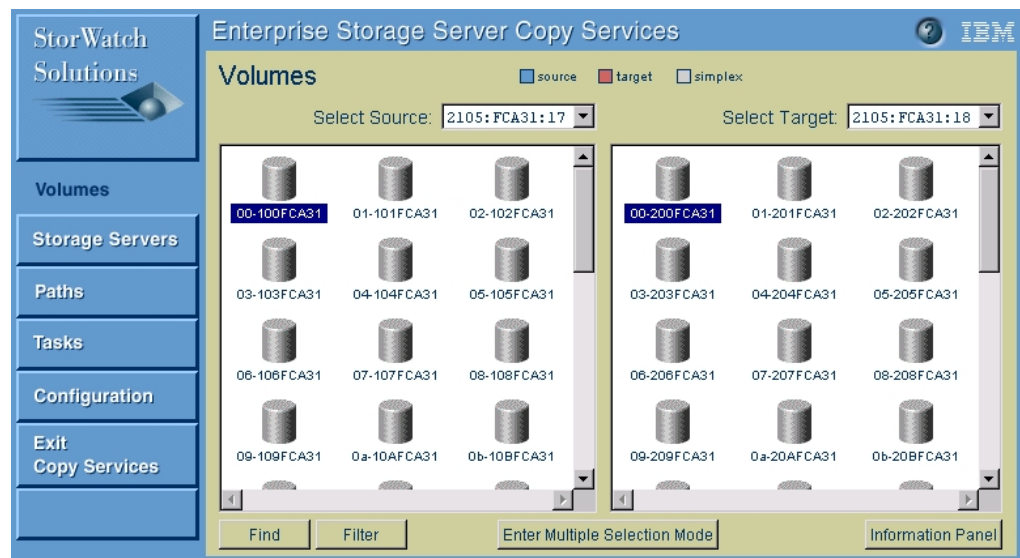 StorWatch
Solutions
Enterprise Storage Server Copy Services
?
IBM
Volumes
source
target
simplex
Select Source:
2105:FCA31:17
Select Target:
2105:FCA31:18
Volumes
Storage Servers
Paths
Tasks
Configuration
Exit
Copy Services
00-100FCA31 01-101FCA31 02-102FCA31
03-103FCA31 04-104FCA31 05-105FCA31
06-106FCA31 07-107FCA31 08-108FCA31
09-109FCA31 0a-10AFCA31 0b-10BFCA31
00-200FCA31 01-201FCA31 02-202FCA31
03-203FCA31 04-204FCA31 05-205FCA31
06-206FCA31 07-207FCA31 08-208FCA31
09-209FCA31 0a-20AFCA31 0b-20BFCA31
Find
Filter
Enter Multiple Selection Mode
Information Panel